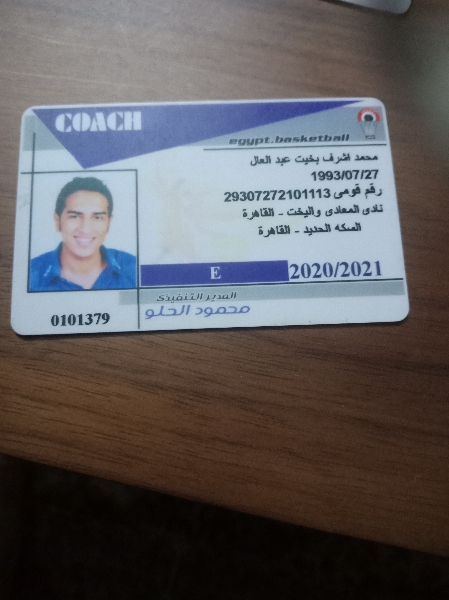 COACH
egypt.basketball
محمد اشرف بخيت عبد العال
1993/07/27
رقم قومى 29307272101113
نادى المعادى واليخت - القاهرة
السكه الحديد - القاهرة
E
2020/2021
المدير التنفيذى
محمود الحلو
0101379